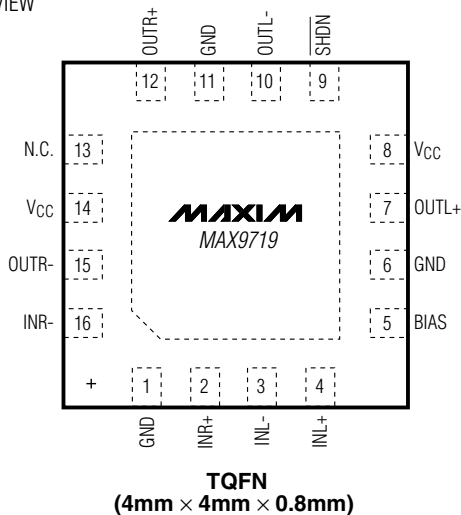 VIEW
OUTR+ GND OUTL- SHDN
12 11 10 9
N.C. 13 8 VCC
VCC 14 MAXIM 7 OUTL+
MAX9719
OUTR- 15 6 GND
INR- 16 5 BIAS
+ 1 2 3 4
GND INR+ INL- INL+
TQFN
(4mm × 4mm × 0.8mm)